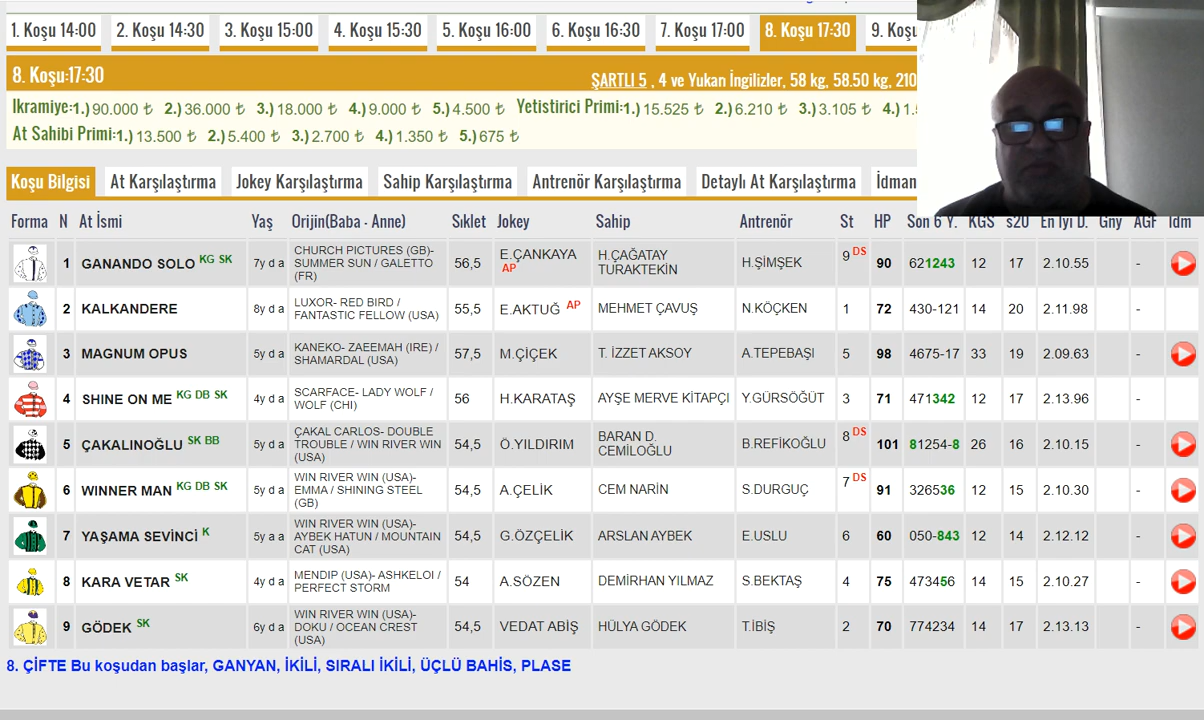 1. Koşu 14:00 2. Koşu 14:30 3. Koşu 15:00 4. Koşu 15:30 5. Koşu 16:00 6. Koşu 16:30 7. Koşu 17:00 8. Koşu 17:30 9. Koşu
8. Koşu:17:30 ŞARTLI 5 , 4 ve Yukarı İngilizler, 58 kg, 58.50 kg, 210
Ikramiye:1.) 90.000 ₺ 2.) 36.000 ₺ 3.) 18.000 ₺ 4.) 9.000 ₺ 5.) 4.500 ₺ Yetistirici Primi:1.) 15.525 ₺ 2.) 6.210 ₺ 3.) 3.105 ₺ 4.) 1.5
At Sahibi Primi:1.) 13.500 ₺ 2.) 5.400 ₺ 3.) 2.700 ₺ 4.) 1.350 ₺ 5.) 675 ₺
Koşu Bilgisi At Karşılaştırma Jokey Karşılaştırma Sahip Karşılaştırma Antrenör Karşılaştırma Detaylı At Karşılaştırma İdman
Forma N At İsmi Yaş Orijin(Baba - Anne) Sıklet Jokey Sahip Antrenör St HP Son 6 Y. KGS s20 En İyi D. Gny AGF İdm
1 GANANDO SOLO KG SK 7y d a CHURCH PICTURES (GB)- SUMMER SUN / GALETTO (FR) 56,5 E.ÇANKAYA AP H.ÇAĞATAY TURAKTEKİN H.ŞİMŞEK 9 DS 90 621243 12 17 2.10.55 -
2 KALKANDERE 8y d a LUXOR- RED BIRD / FANTASTIC FELLOW (USA) 55,5 E.AKTUĞ AP MEHMET ÇAVUŞ N.KÖÇKEN 1 72 430-121 14 20 2.11.98 -
3 MAGNUM OPUS 5y d a KANEKO- ZAEEMAH (IRE) / SHAMARDAL (USA) 57,5 M.ÇİÇEK T. İZZET AKSOY A.TEPEBAŞI 5 98 4675-17 33 19 2.09.63 -
4 SHINE ON ME KG DB SK 4y d a SCARFACE- LADY WOLF / WOLF (CHI) 56 H.KARATAŞ AYŞE MERVE KİTAPÇI Y.GÜRSÖĞÜT 3 71 471342 12 17 2.13.96 -
5 ÇAKALINOĞLU SK BB 5y d a ÇAKAL CARLOS- DOUBLE TROUBLE / WIN RIVER WIN (USA) 54,5 Ö.YILDIRIM BARAN D. CEMİLOĞLU B.REFİKOĞLU 8 DS 101 81254-8 26 16 2.10.15 -
6 WINNER MAN KG DB SK 5y d a WIN RIVER WIN (USA)- EMMA / SHINING STEEL (GB) 54,5 A.ÇELİK CEM NARİN S.DURGUÇ 7 DS 91 326536 12 15 2.10.30 -
7 YAŞAMA SEVİNCİ K 5y a a WIN RIVER WIN (USA)- AYBEK HATUN / MOUNTAIN CAT (USA) 54,5 G.ÖZÇELİK ARSLAN AYBEK E.USLU 6 60 050-843 12 14 2.12.12 -
8 KARA VETAR SK 4y d a MENDIP (USA)- ASHKELOI / PERFECT STORM 54 A.SÖZEN DEMİRHAN YILMAZ S.BEKTAŞ 4 75 473456 14 15 2.10.27 -
9 GÖDEK SK 6y d a WIN RIVER WIN (USA)- DOKU / OCEAN CREST (USA) 54,5 VEDAT ABİŞ HÜLYA GÖDEK T.İBİŞ 2 70 774234 14 17 2.13.13 -
8. ÇİFTE Bu koşudan başlar, GANYAN, İKİLİ, SIRALI İKİLİ, ÜÇLÜ BAHİS, PLASE